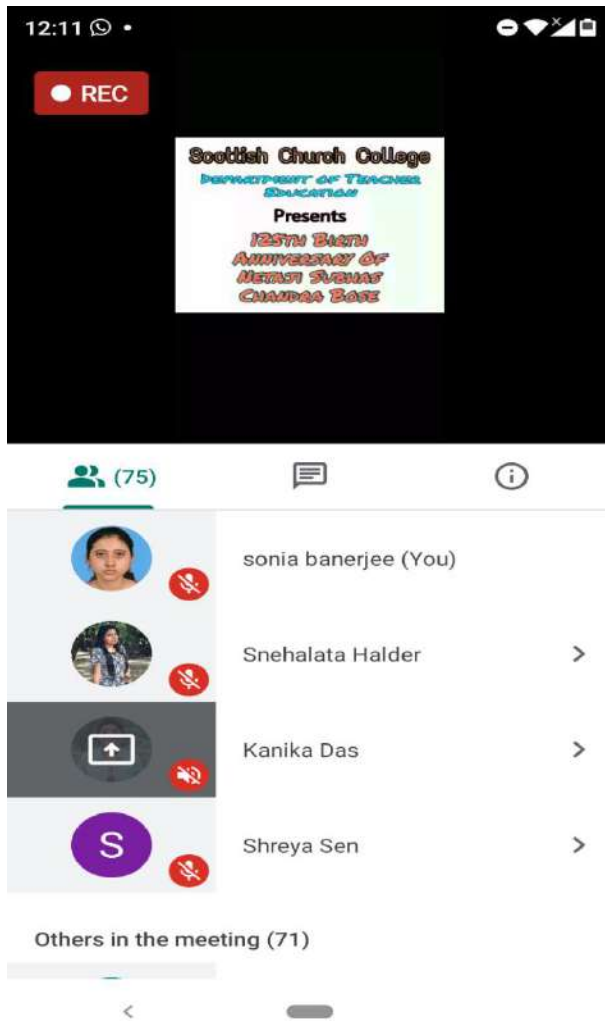 12:11
REC
Scottish Church College
DEPARTMENT OF TEACHER
EDUCATION
Presents
125TH BIRTH
ANNIVERSARY OF
NETAJI SUBHAS
CHANDRA BOSE
(75)
sonia banerjee (You)
Snehalata Halder
Kanika Das
S
Shreya Sen
Others in the meeting (71)